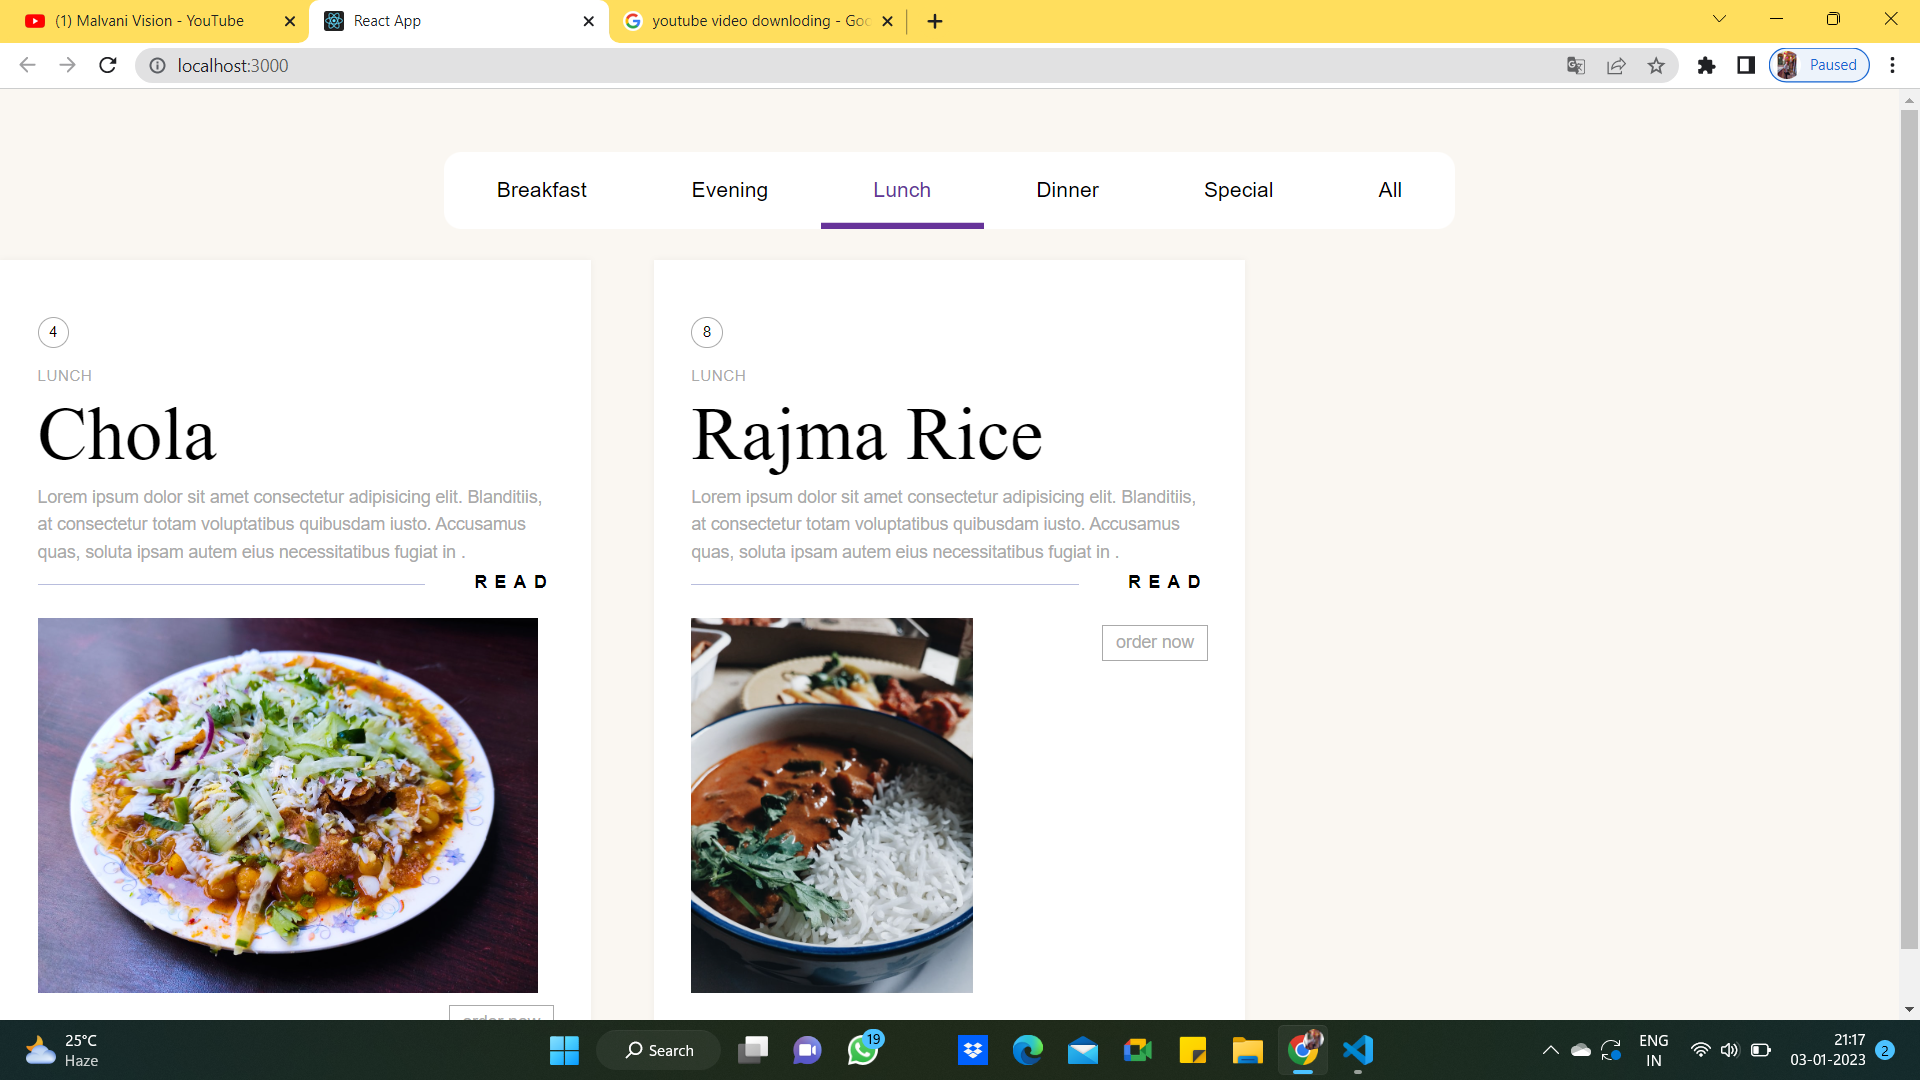 (1) Malvani Vision - YouTube
React App
youtube video downloding - Goo
localhost:3000
Paused
Breakfast
Evening
Lunch
Dinner
Special
All
4
LUNCH
Chola
Lorem ipsum dolor sit amet consectetur adipisicing elit. Blanditiis,
at consectetur totam voluptatibus quibusdam iusto. Accusamus
quas, soluta ipsam autem eius necessitatibus fugiat in .
READ
order now
8
LUNCH
Rajma Rice
Lorem ipsum dolor sit amet consectetur adipisicing elit. Blanditiis,
at consectetur totam voluptatibus quibusdam iusto. Accusamus
quas, soluta ipsam autem eius necessitatibus fugiat in .
READ
order now
25°C
Haze
Search
19
ENG
IN
21:17
03-01-2023
2